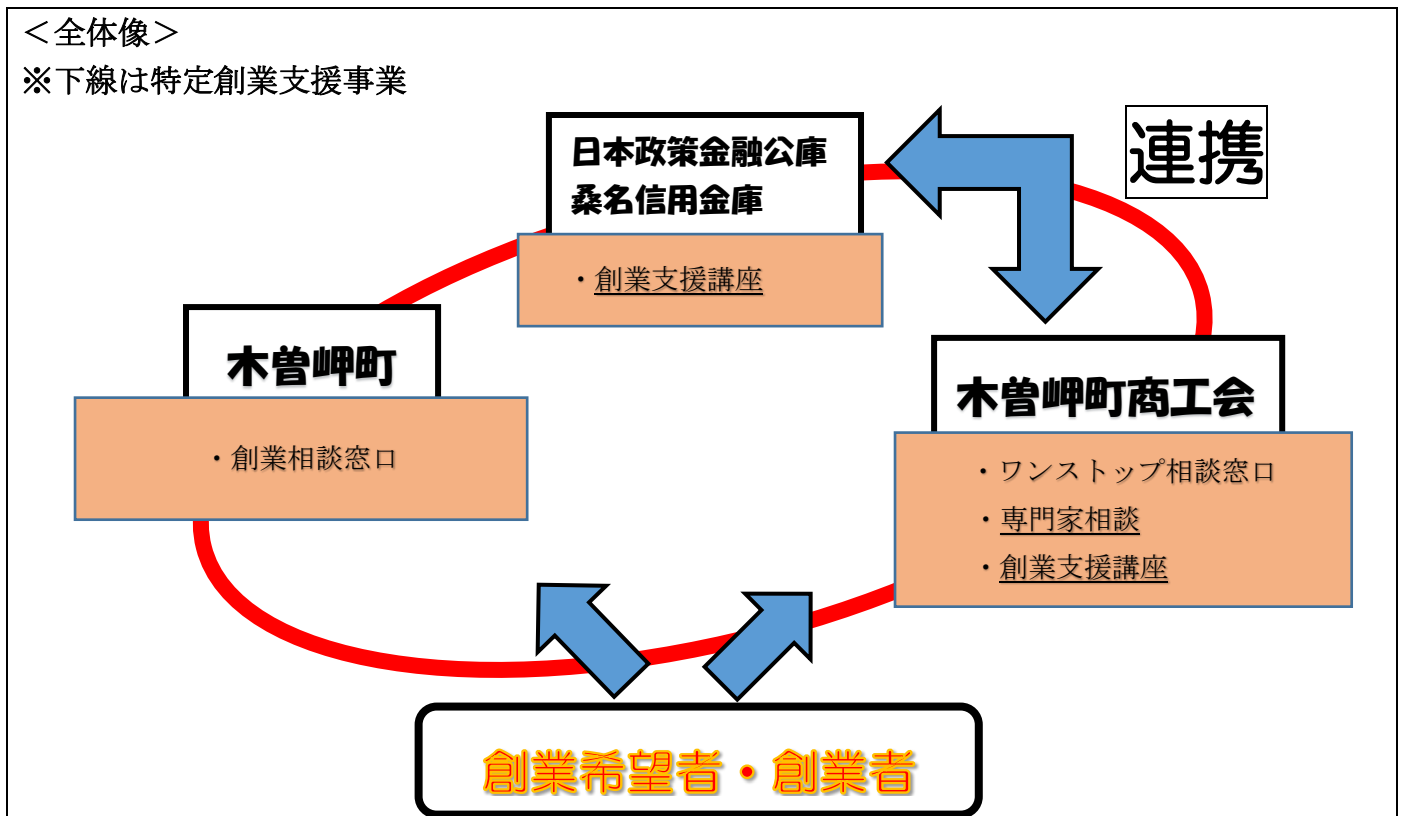 ＜全体像＞
※下線は特定創業支援事業
連携
日本政策金融公庫
桑名信用金庫
・創業支援講座
木曽岬町
・創業相談窓口
木曽岬町商工会
・ワンストップ相談窓口
・専門家相談
・創業支援講座
創業希望者・創業者